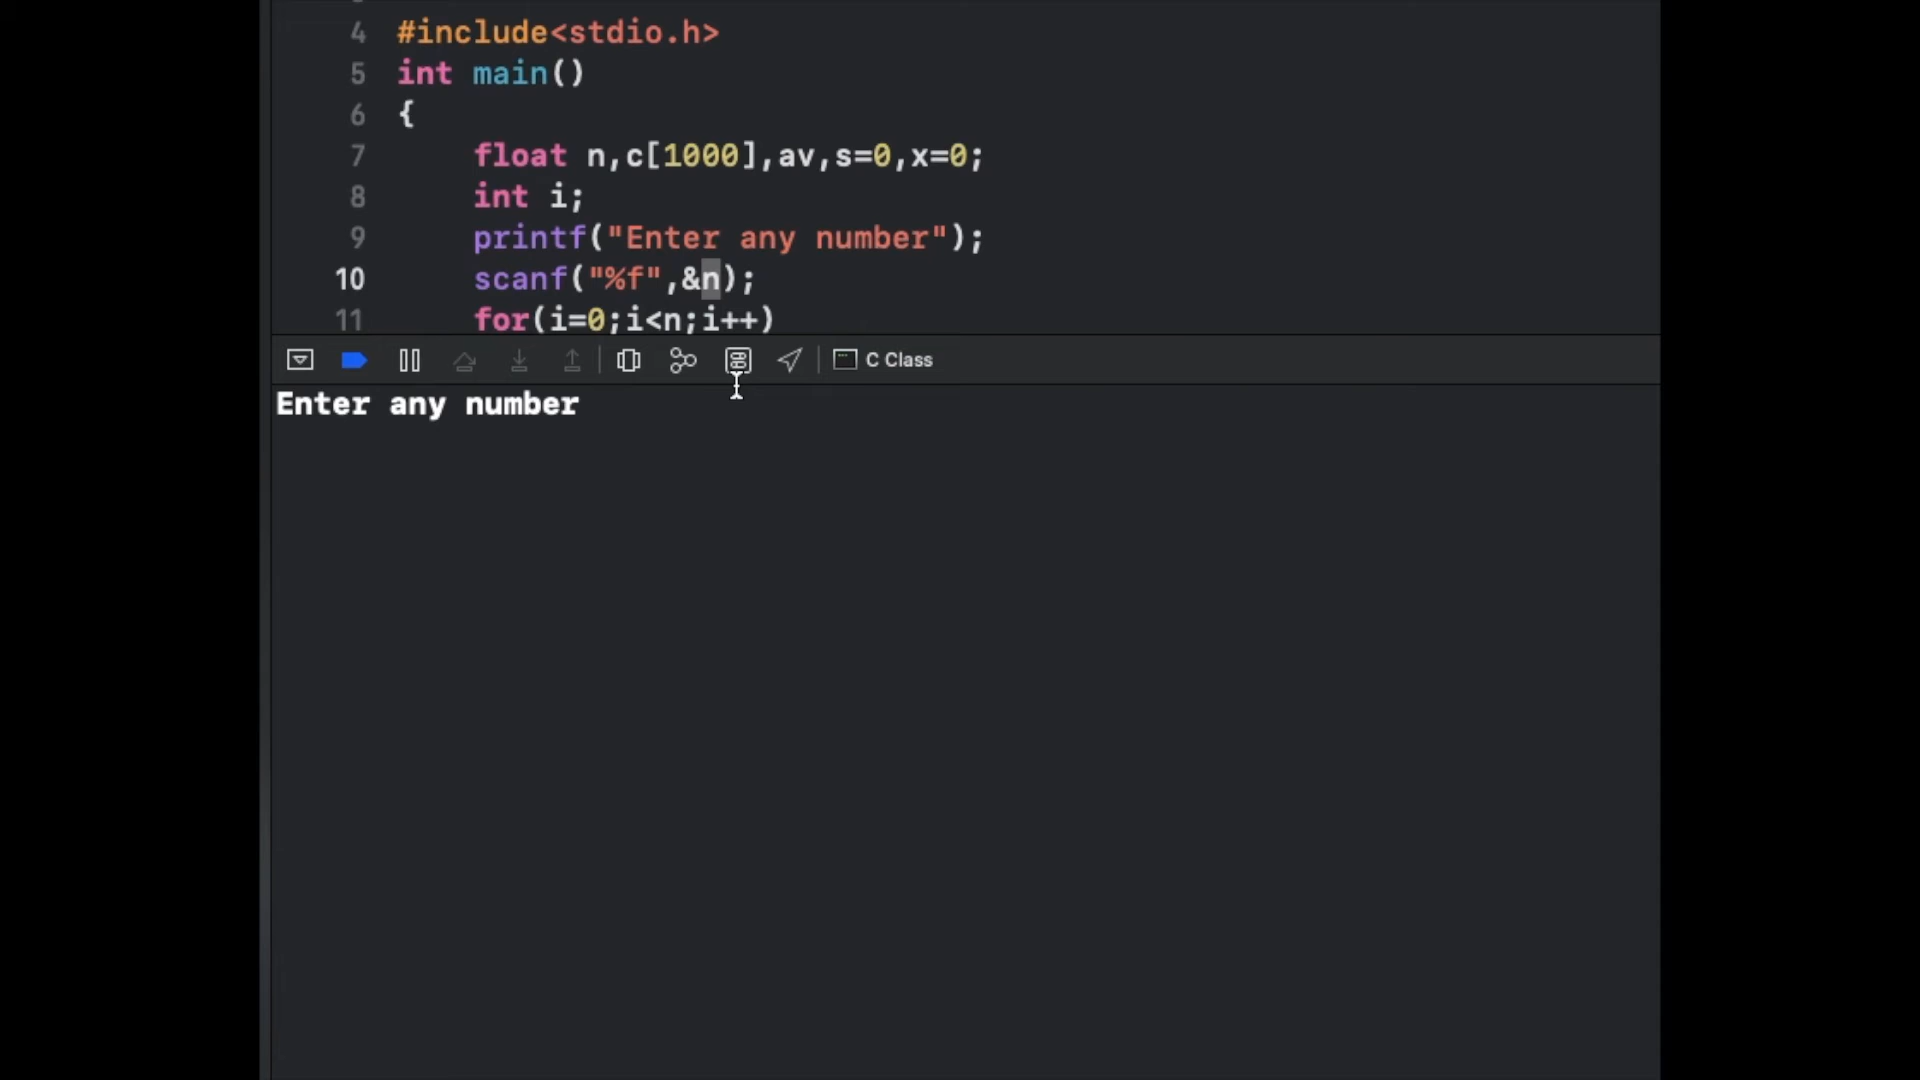 4 #include<stdio.h>
5 int main()
6 {
7 float n,c[1000],av,s=0,x=0;
8 int i;
9 printf("Enter any number");
10 scanf("%f",&n);
11 for(i=0;i<n;i++)
C Class
Enter any number